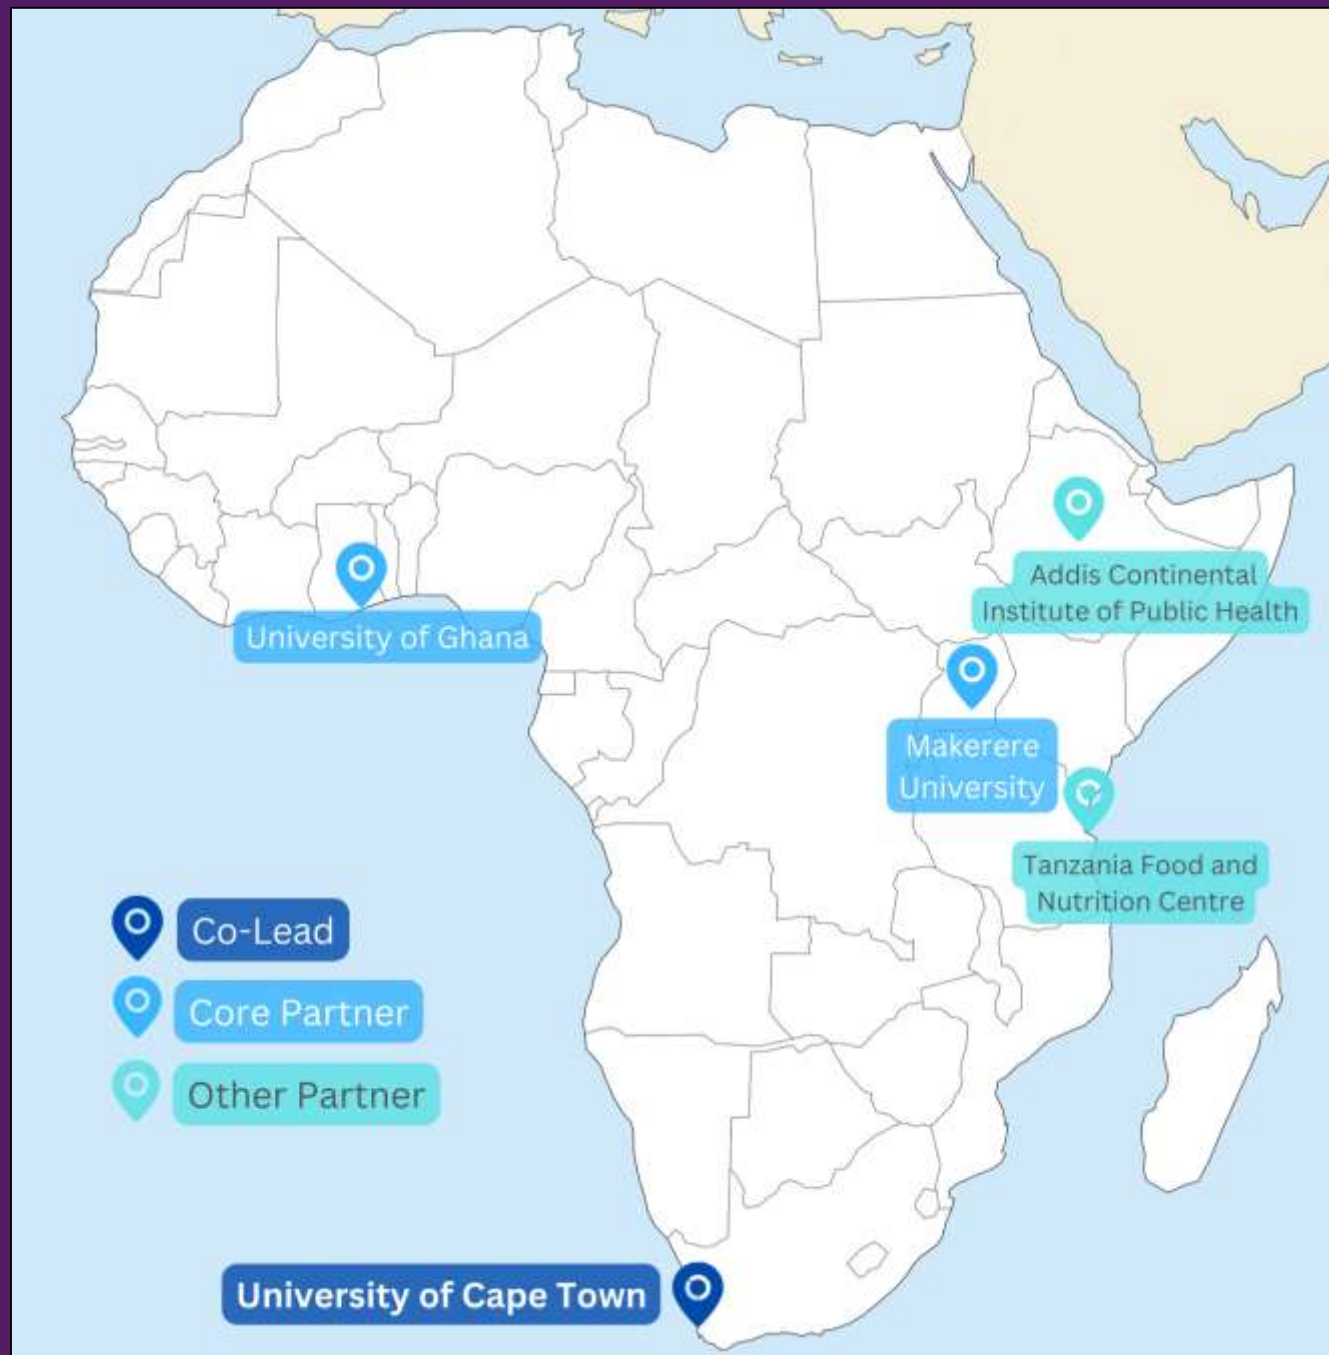 Addis Continental
Institute of Public Health
University of Ghana
Makerere
University
Tanzania Food and
Nutrition Centre
Co-Lead
Core Partner
Other Partner
University of Cape Town